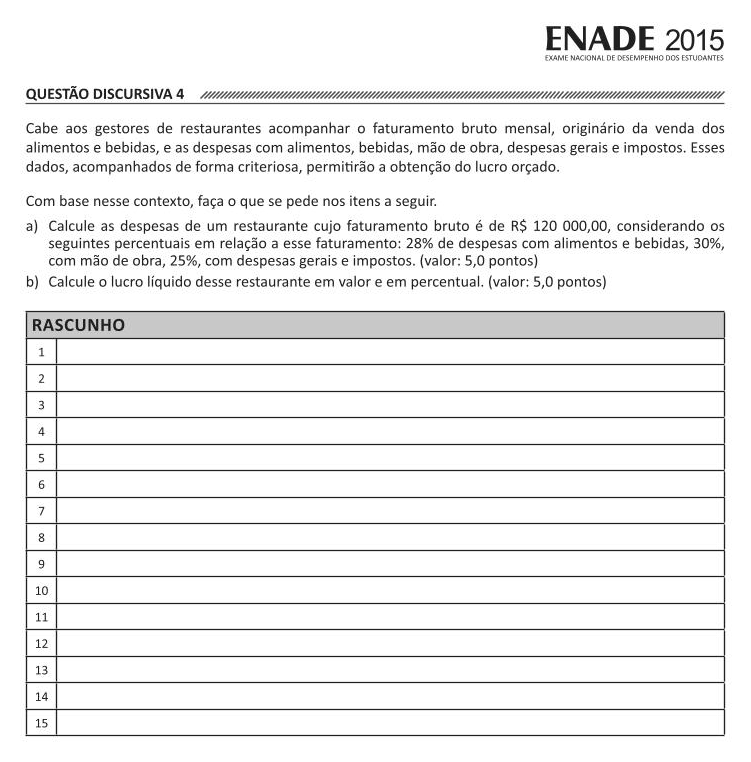 ENADE 2015
EXAME NACIONAL DE DESEMPENHO DOS ESTUDANTES
QUESTÃO DISCURSIVA 4
Cabe aos gestores de restaurantes acompanhar o faturamento bruto mensal, originário da venda dos
alimentos e bebidas, e as despesas com alimentos, bebidas, mão de obra, despesas gerais e impostos. Esses
dados, acompanhados de forma criteriosa, permitirão a obtenção do lucro orçado.
Com base nesse contexto, faça o que se pede nos itens a seguir.
a) Calcule as despesas de um restaurante cujo faturamento bruto é de R$ 120 000,00, considerando os
seguintes percentuais em relação a esse faturamento: 28% de despesas com alimentos e bebidas, 30%,
com mão de obra, 25%, com despesas gerais e impostos. (valor: 5,0 pontos)
b) Calcule o lucro líquido desse restaurante em valor e em percentual. (valor: 5,0 pontos)
RASCUNHO
1
2
3
4
5
6
7
8
9
10
11
12
13
14
15